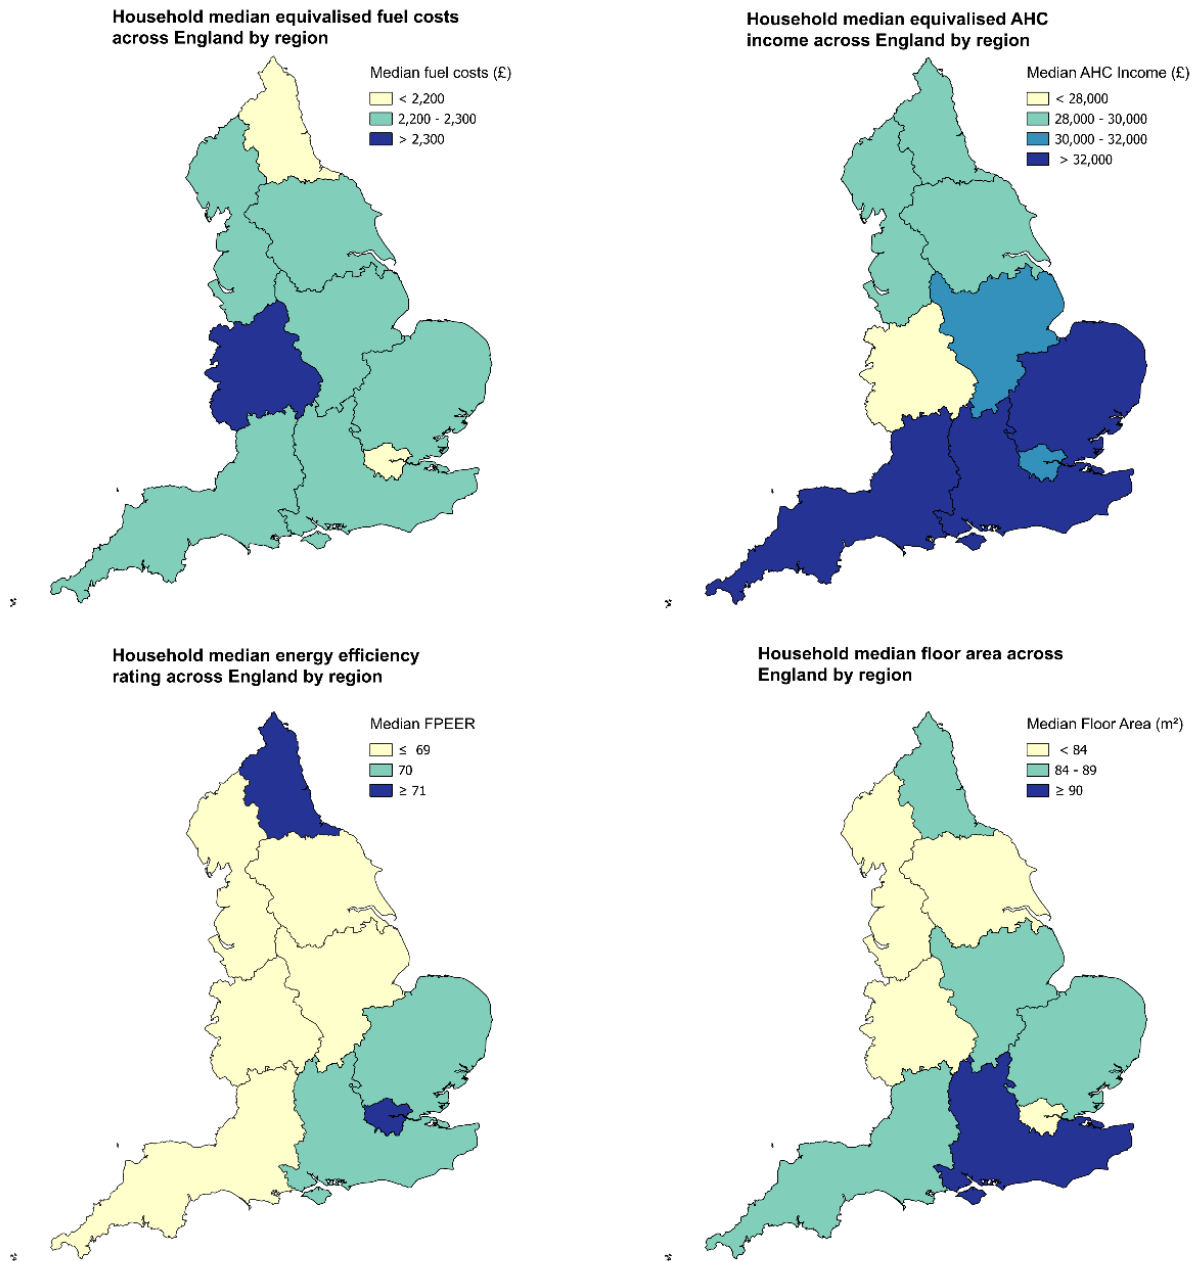 Household median equivalised fuel costs
across England by region
Median fuel costs (£)
< 2,200
2,200 - 2,300
> 2,300
Household median equivalised AHC
income across England by region
Median AHC Income (£)
< 28,000
28,000 - 30,000
30,000 - 32,000
> 32,000
Household median energy efficiency
rating across England by region
Median FPEER
≤ 69
70
≥ 71
Household median floor area across
England by region
Median Floor Area (m²)
< 84
84 - 89
≥ 90